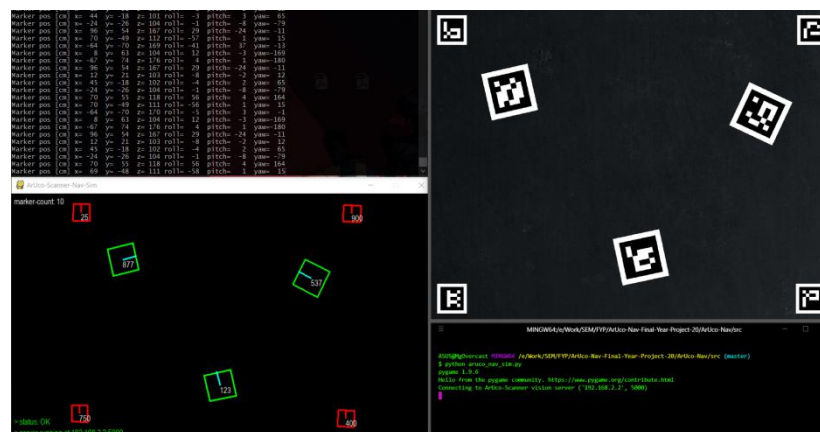 Marker pos [cm] x= 44 y= -18 z= 101 roll= -3 pitch= 3 yaw= 65
Marker pos [cm] x= -24 y= -26 z= 104 roll= -1 pitch= -8 yaw= -79
Marker pos [cm] x= 96 y= 54 z= 167 roll= 29 pitch= -24 yaw= -11
Marker pos [cm] x= 70 y= -49 z= 112 roll= -57 pitch= 1 yaw= 15
Marker pos [cm] x= -64 y= -70 z= 169 roll= -41 pitch= 37 yaw= -13
Marker pos [cm] x= 8 y= 63 z= 104 roll= 12 pitch= -3 yaw=-169
Marker pos [cm] x= -67 y= 74 z= 176 roll= 4 pitch= 1 yaw=-180
Marker pos [cm] x= 96 y= 54 z= 167 roll= 29 pitch= -24 yaw= -11
Marker pos [cm] x= 12 y= 21 z= 103 roll= -8 pitch= -2 yaw= 12
Marker pos [cm] x= 45 y= -18 z= 102 roll= -4 pitch= 2 yaw= 65
Marker pos [cm] x= -24 y= -26 z= 104 roll= -1 pitch= -8 yaw= -79
Marker pos [cm] x= 70 y= 55 z= 118 roll= 56 pitch= 4 yaw= 164
Marker pos [cm] x= 70 y= -49 z= 111 roll= -56 pitch= 1 yaw= 15
Marker pos [cm] x= -64 y= -70 z= 170 roll= -5 pitch= 3 yaw= -1
Marker pos [cm] x= 8 y= 63 z= 104 roll= 12 pitch= -3 yaw=-169
Marker pos [cm] x= -67 y= 74 z= 176 roll= 4 pitch= 1 yaw=-180
Marker pos [cm] x= 96 y= 54 z= 167 roll= 29 pitch= -24 yaw= -11
Marker pos [cm] x= 12 y= 21 z= 103 roll= -8 pitch= -2 yaw= 12
Marker pos [cm] x= 45 y= -18 z= 102 roll= -4 pitch= 2 yaw= 65
Marker pos [cm] x= -24 y= -26 z= 104 roll= -1 pitch= -8 yaw= -79
Marker pos [cm] x= 70 y= 55 z= 118 roll= 56 pitch= 4 yaw= 164
Marker pos [cm] x= 69 y= -48 z= 111 roll= -58 pitch= 1 yaw= 15
ArUco-Scanner-Nav-Sim
marker-count: 10
25
900
877
537
123
750
400
> status: OK
MINGW64:/e/Work/SEM/FYP/ArUco-Nav-Final-Year-Project-20/ArUco-Nav/src
ASUS@MgOvercast MINGW64 /e/Work/SEM/FYP/ArUco-Nav-Final-Year-Project-20/ArUco-Nav/src (master)
$ python aruco_nav_sim.py
pygame 1.9.6
Hello from the pygame community. https://www.pygame.org/contribute.html
Connecting to ArUco-Scanner vision server ('192.168.2.2', 5000)